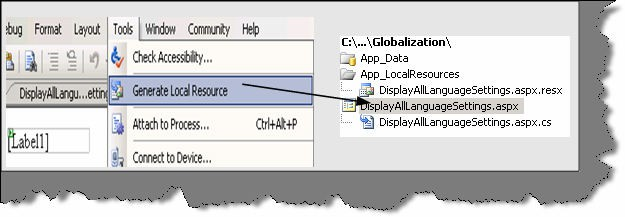 ebug Format Layout Tools Window Community Help
Check Accessibility...
Generate Local Resource
DisplayAllLangu...etting
Attach to Process... Ctrl+Alt+P
[Label1]
Connect to Device...
C:\...\Globalization\
App_Data
App_LocalResources
DisplayAllLanguageSettings.aspx.resx
DisplayAllLanguageSettings.aspx
DisplayAllLanguageSettings.aspx.cs